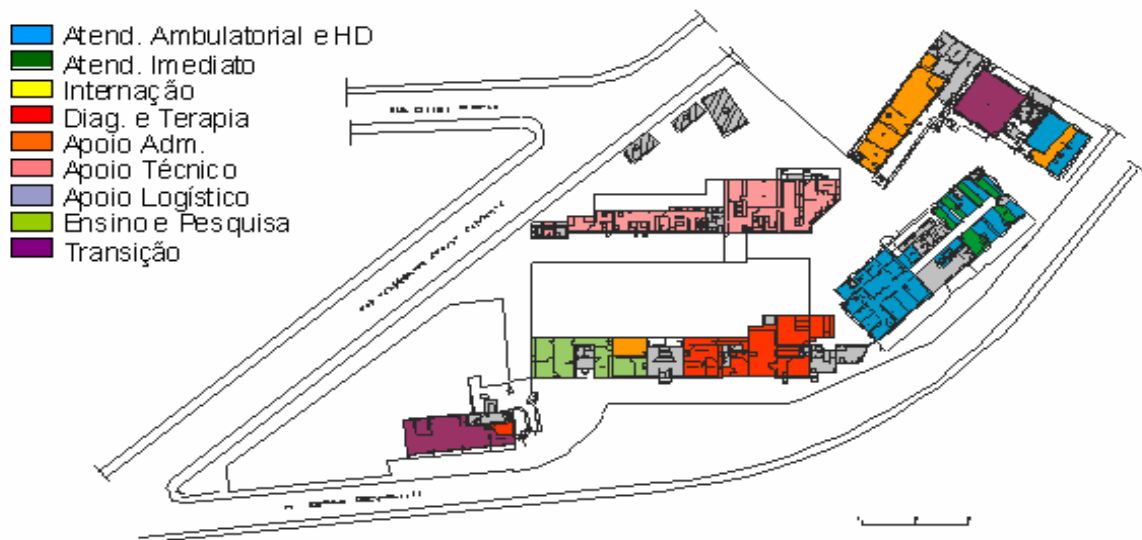 Atend. Ambulatorial e HD
Atend. Imediato
Internação
Diag. e Terapia
Apoio Adm.
Apoio Técnico
Apoio Logístico
Ensino e Pesquisa
Transição